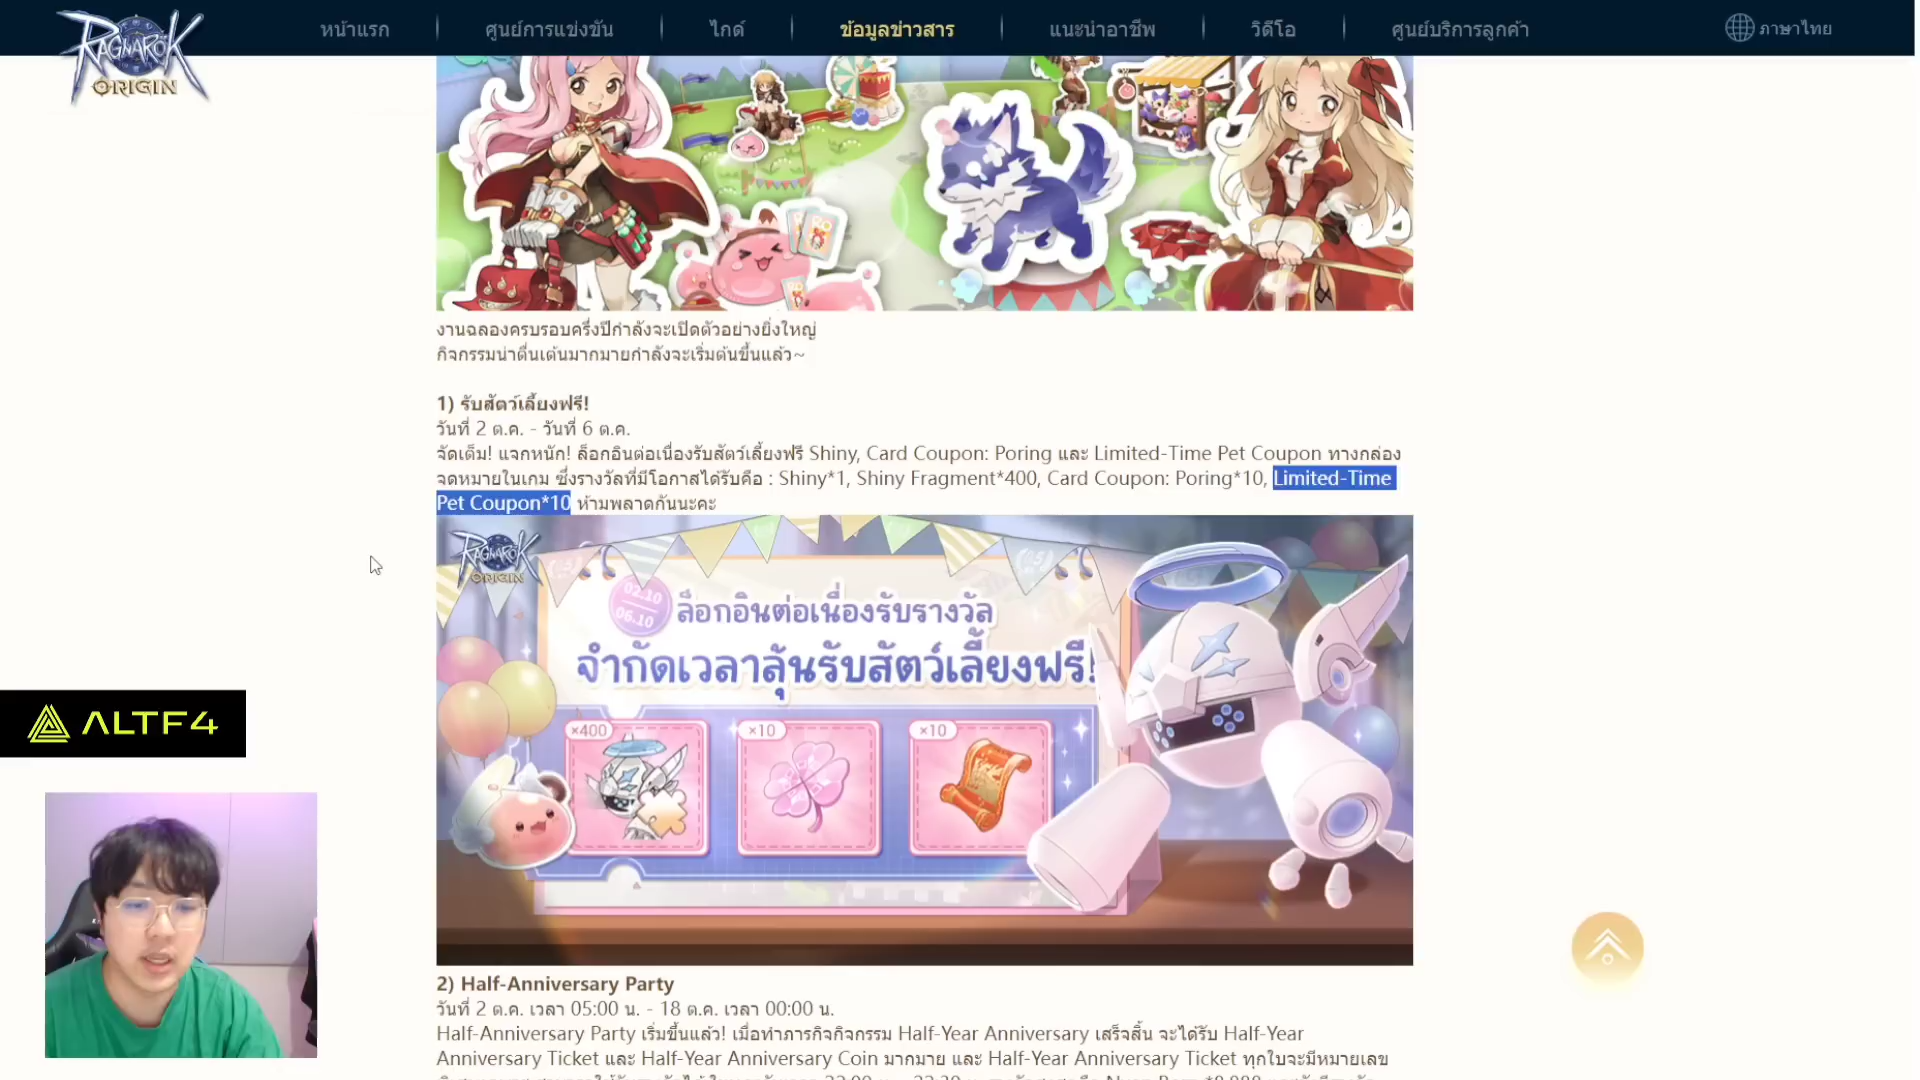 RAGNAROK
ORIGIN
หน้าแรก
ศูนย์การแข่งขัน
ไกด์
ข้อมูลข่าวสาร
แนะนำอาชีพ
วิดีโอ
ศูนย์บริการลูกค้า
ภาษาไทย
งานฉลองครบรอบครึ่งปีกำลังจะเปิดตัวอย่างยิ่งใหญ่
กิจกรรมน่าตื่นเต้นมากมายกำลังจะเริ่มต้นขึ้นแล้ว~
1) รับสัตว์เลี้ยงฟรี!
วันที่ 2 ต.ค. - วันที่ 6 ต.ค.
จัดเต็ม! แจกหนัก! ล็อกอินต่อเนื่องรับสัตว์เลี้ยงฟรี Shiny, Card Coupon: Poring และ Limited-Time Pet Coupon ทางกล่อง
จดหมายในเกม ซึ่งรางวัลที่มีโอกาสได้รับคือ : Shiny*1, Shiny Fragment*400, Card Coupon: Poring*10, Limited-Time
Pet Coupon*10 ห้ามพลาดกันนะคะ
RAGNAROK
ORIGIN
02.10
06.10
ล็อกอินต่อเนื่องรับรางวัล
จำกัดเวลาลุ้นรับสัตว์เลี้ยงฟรี!
×400
×10
×10
ALTF4
2) Half-Anniversary Party
วันที่ 2 ต.ค. เวลา 05:00 น. - 18 ต.ค. เวลา 00:00 น.
Half-Anniversary Party เริ่มขึ้นแล้ว! เมื่อทำภารกิจกิจกรรม Half-Year Anniversary เสร็จสิ้น จะได้รับ Half-Year
Anniversary Ticket และ Half-Year Anniversary Coin มากมาย และ Half-Year Anniversary Ticket ทุกใบจะมีหมายเลข